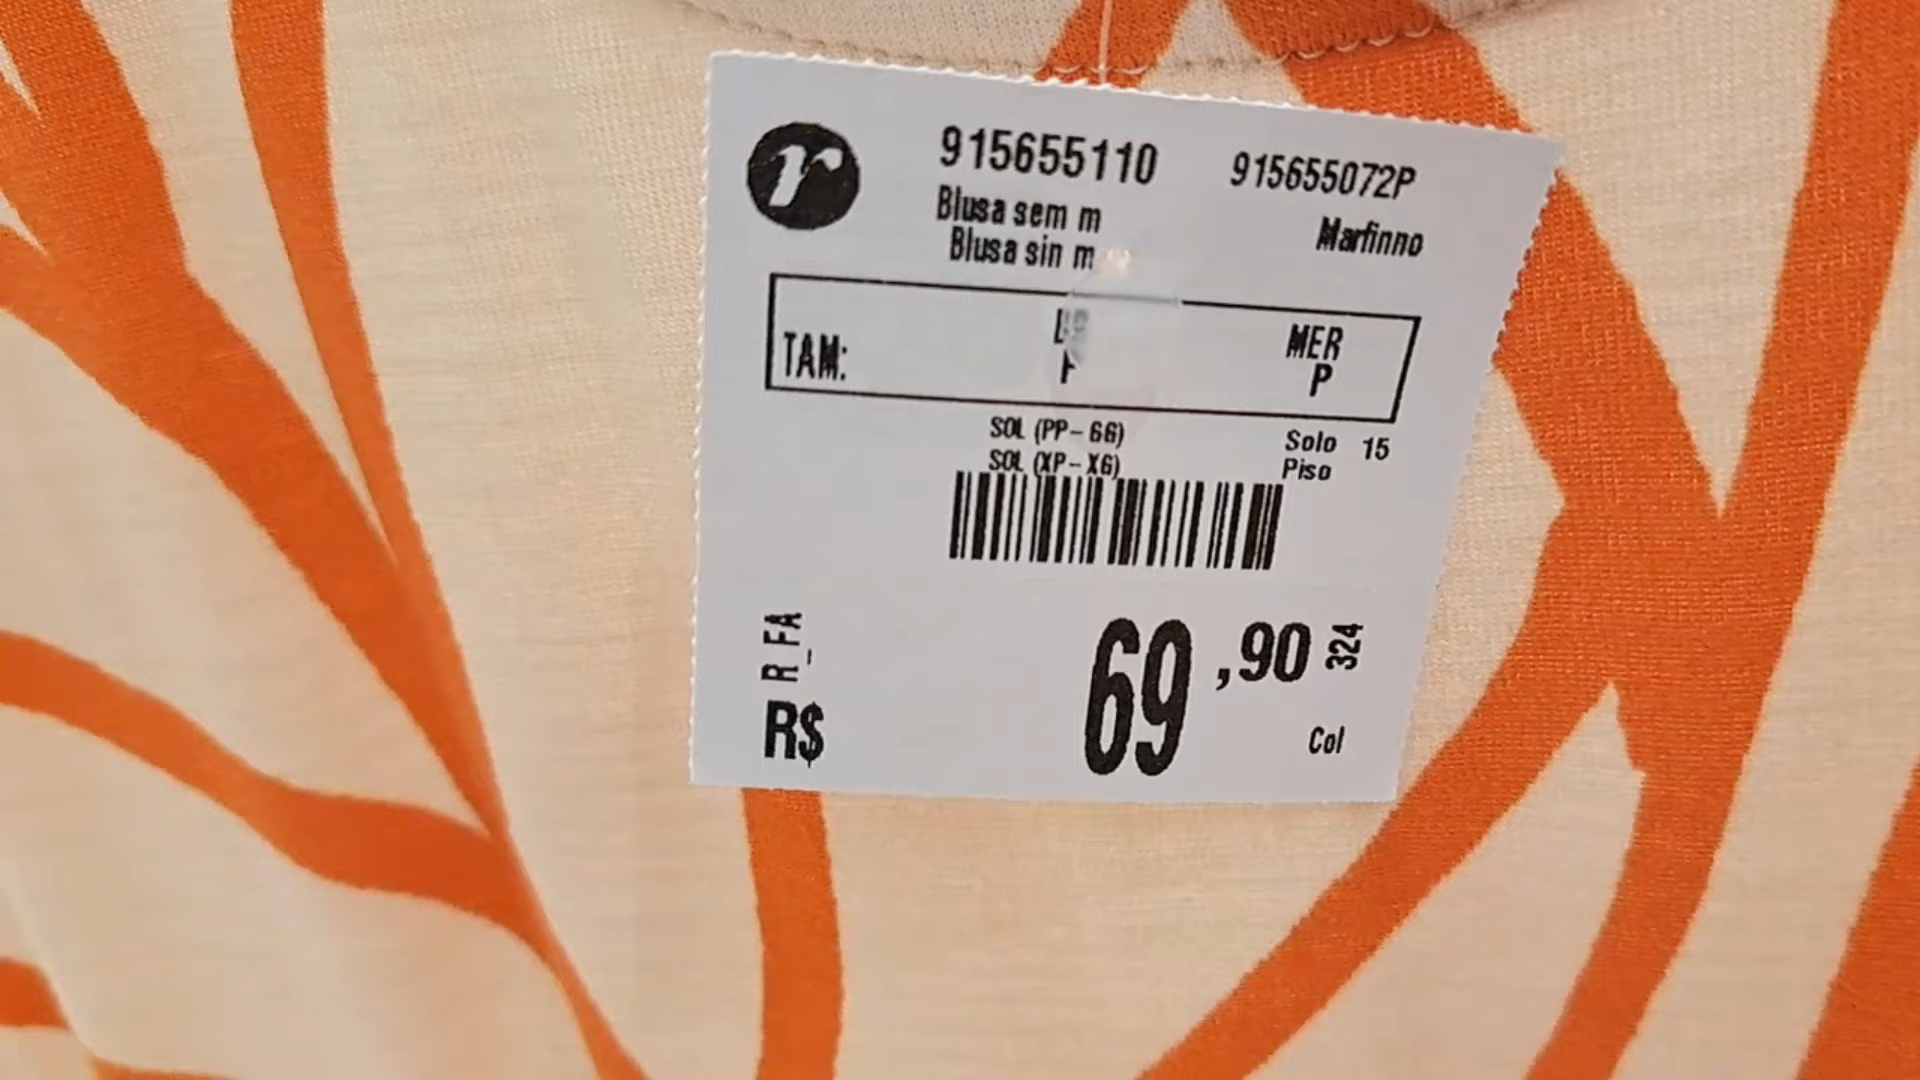 r
915655110 915655072P
Blusa sem m Marfinno
Blusa sin m
MER
TAM: P
SOL (PP-GG) Solo 15
SOL (XP-XG) Piso
R_FA
69,90 324
R$ Col